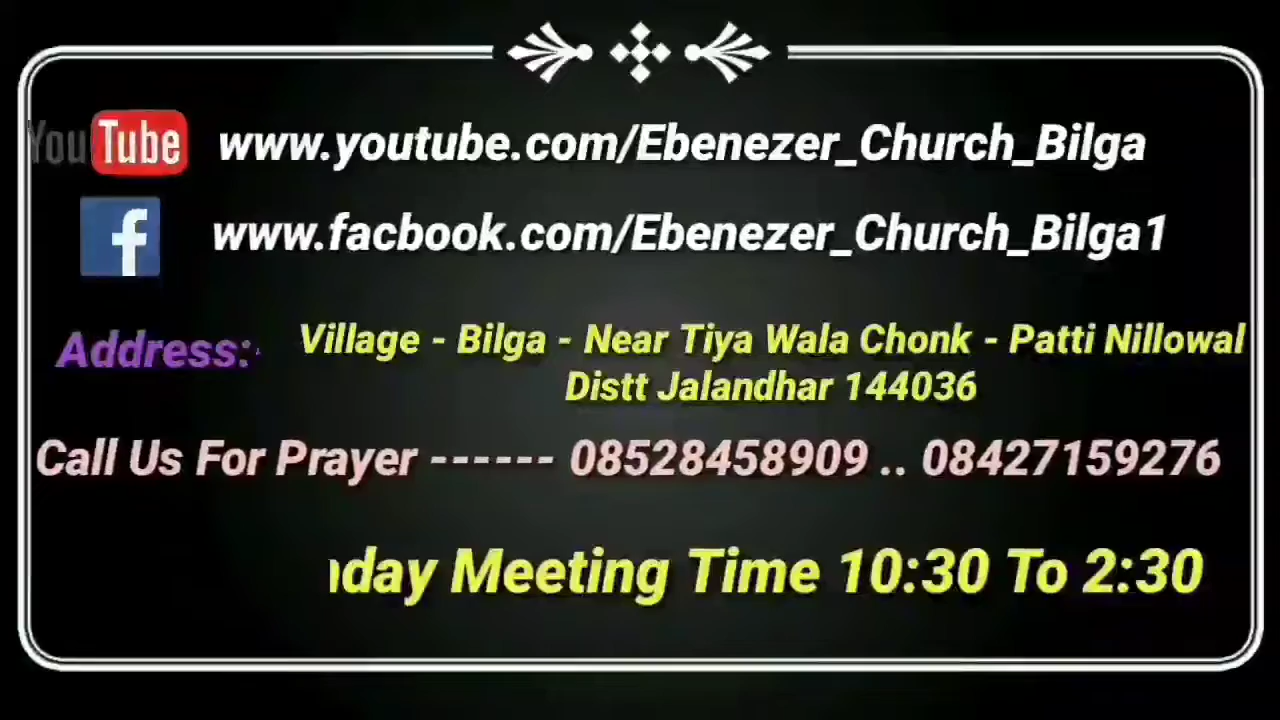 YouTube www.youtube.com/Ebenezer_Church_Bilga
f www.facbook.com/Ebenezer_Church_Bilga1
Address: Village - Bilga - Near Tiya Wala Chonk - Patti Nillowal
Distt Jalandhar 144036
Call Us For Prayer ------ 08528458909 .. 08427159276
day Meeting Time 10:30 To 2:30